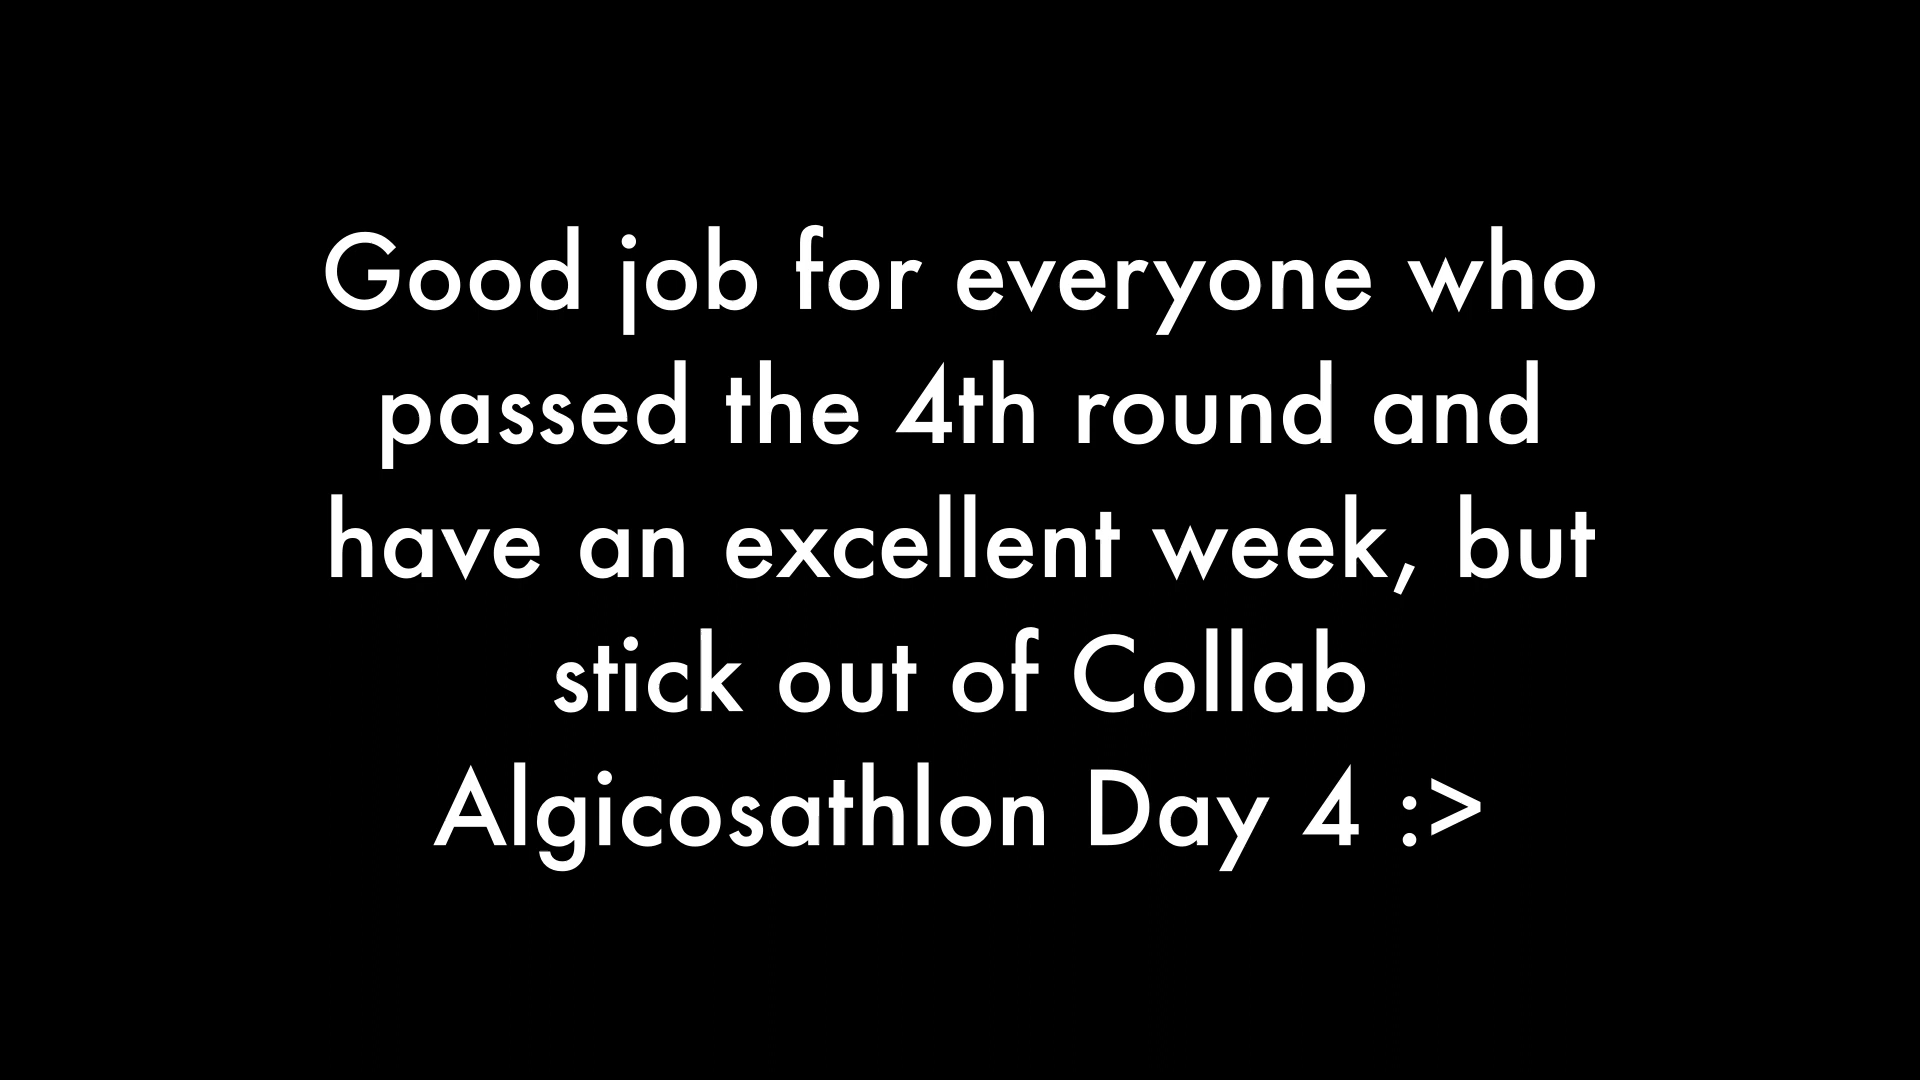 Good job for everyone who
passed the 4th round and
have an excellent week, but
stick out of Collab
Algicosathlon Day 4 :>